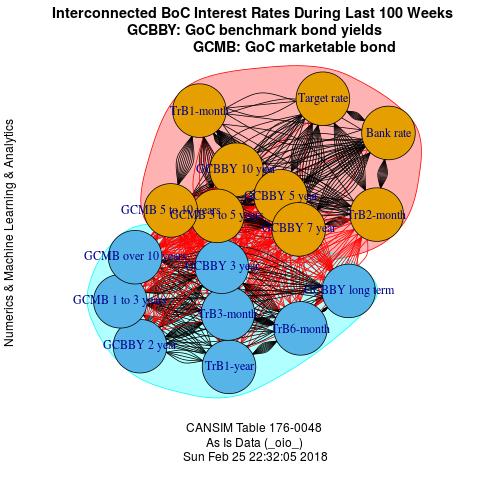 Interconnected BoC Interest Rates During Last 100 Weeks
GCBBY: GoC benchmark bond yields
GCMB: GoC marketable bond
Numerics & Machine Learning & Analytics
Target rate
TrB1-month
Bank rate
GCBBY 10 year
GCBBY 5 year
GCMB 5 to 10 years
GCMB 3 to 5 years
TrB2-month
GCBBY 7 year
GCMB over 10 years
GCBBY 3 year
GCBBY long term
GCMB 1 to 3 years
TrB3-month
TrB6-month
GCBBY 2 year
TrB1-year
CANSIM Table 176-0048
As Is Data (_oio_)
Sun Feb 25 22:32:05 2018